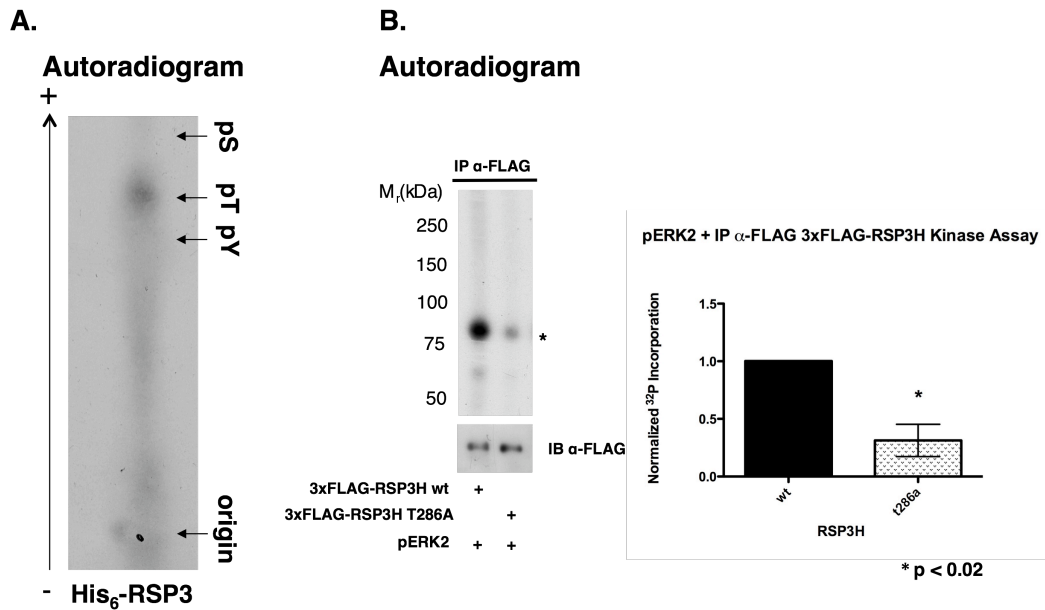 A.
Autoradiogram
+
pS
pT
pY
origin
-
His6-RSP3
B.
Autoradiogram
IP α-FLAG
Mr(kDa)
250
150
100
75
50
*
IB α-FLAG
3xFLAG-RSP3H wt +
3xFLAG-RSP3H T286A +
pERK2 + +
pERK2 + IP α-FLAG 3xFLAG-RSP3H Kinase Assay
Normalized 32P Incorporation
1.5
1.0
0.5
0.0
*
wt
t286a
RSP3H
* p < 0.02